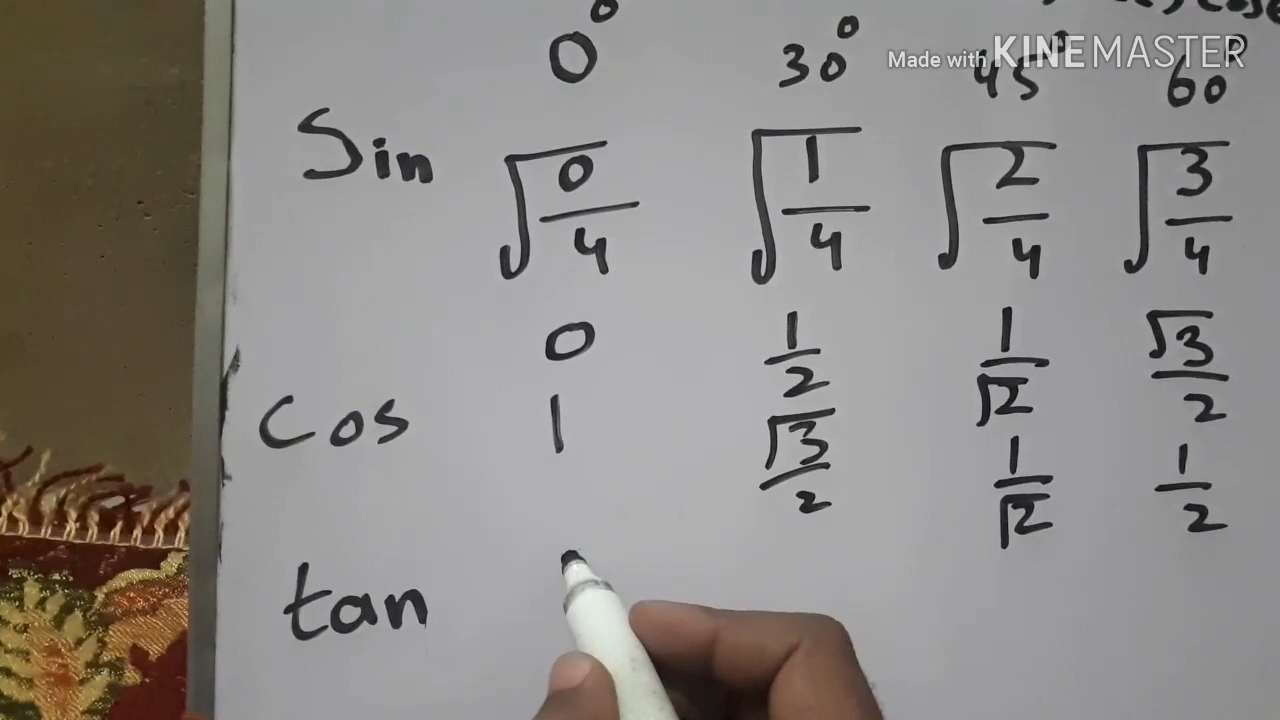 0° 30° 45° 60°
Made with KINEMASTER
Sin √0/4 √1/4 √2/4 √3/4
0 1/2 1/√2 √3/2
Cos 1 √3/2 1/√2 1/2
tan